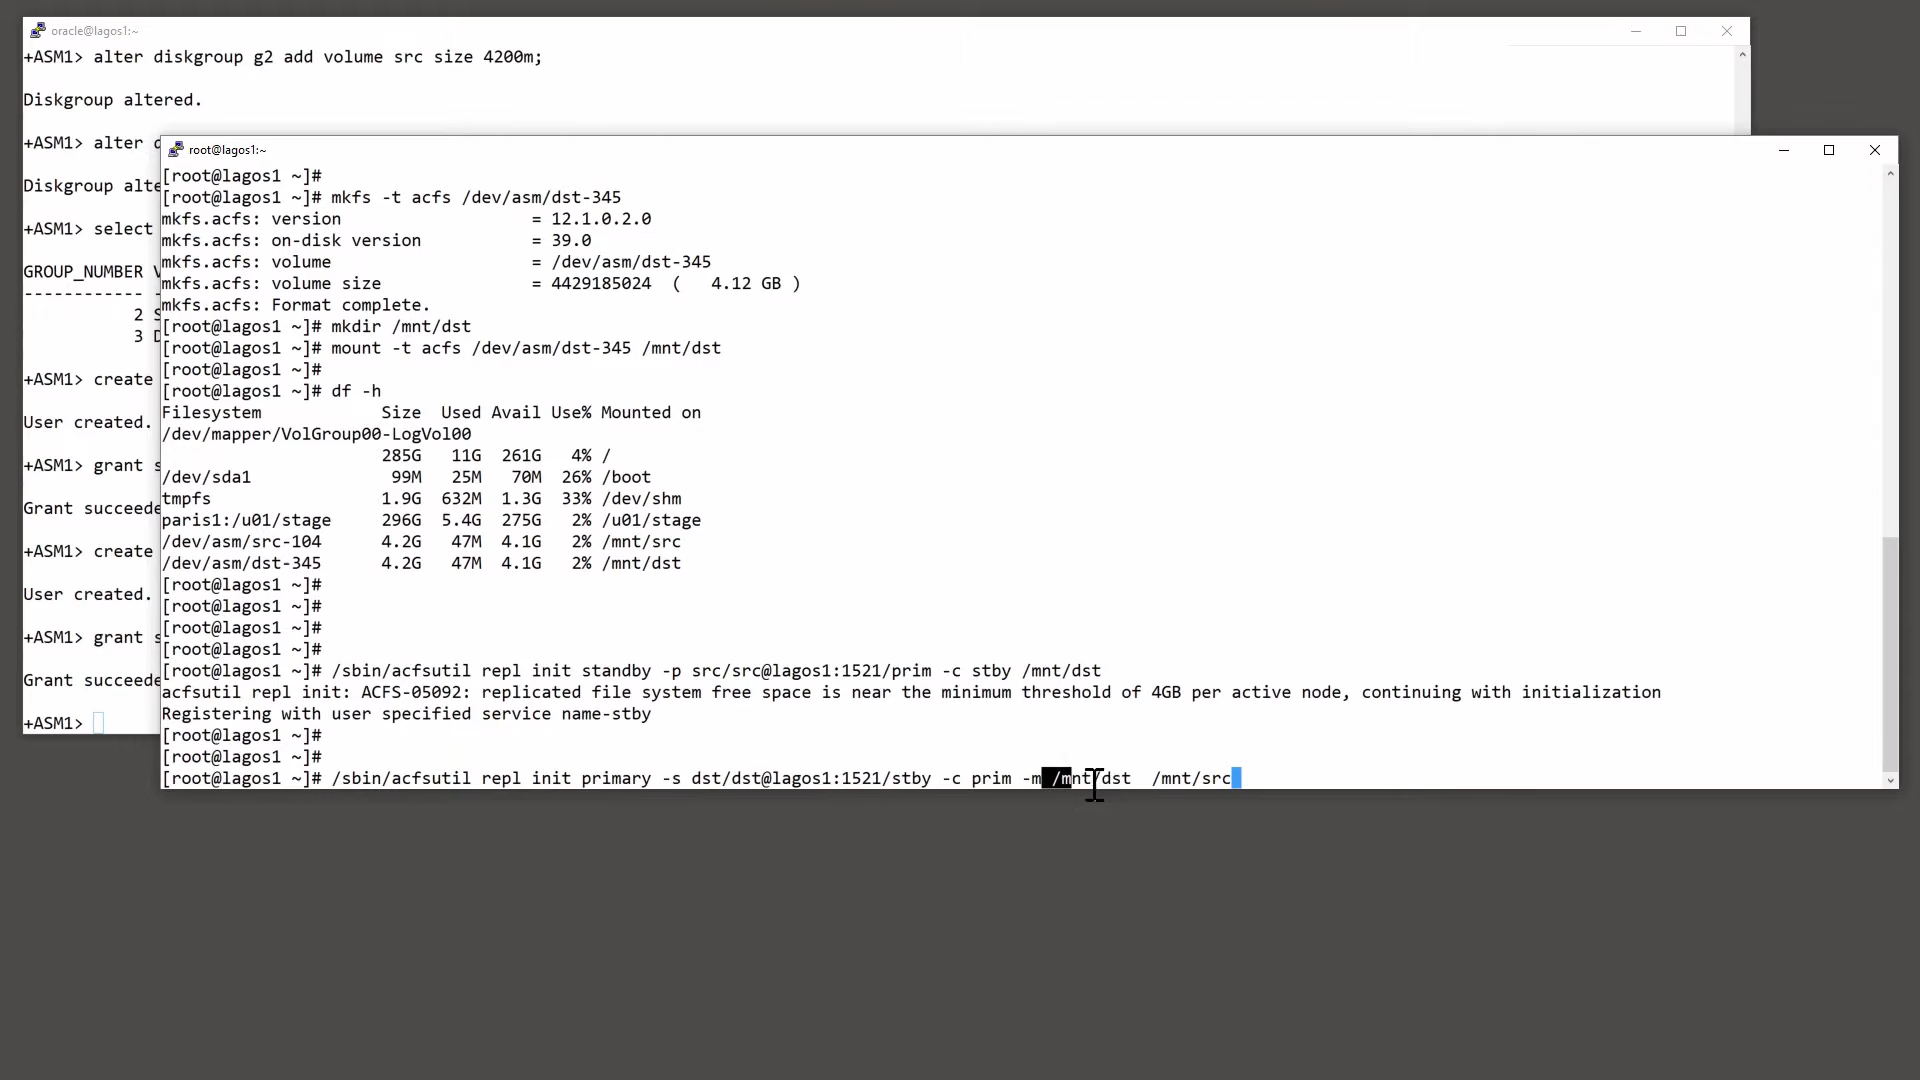 oracle@lagos1:~
+ASM1> alter diskgroup g2 add volume src size 4200m;
Diskgroup altered.
+ASM1> alter d
Diskgroup alte
+ASM1> select
GROUP_NUMBER V
------------ -
2 S
3 D
+ASM1> create
User created.
+ASM1> grant s
Grant succeede
+ASM1> create
User created.
+ASM1> grant s
Grant succeede
+ASM1>
root@lagos1:~
[root@lagos1 ~]#
[root@lagos1 ~]# mkfs -t acfs /dev/asm/dst-345
mkfs.acfs: version = 12.1.0.2.0
mkfs.acfs: on-disk version = 39.0
mkfs.acfs: volume = /dev/asm/dst-345
mkfs.acfs: volume size = 4429185024 ( 4.12 GB )
mkfs.acfs: Format complete.
[root@lagos1 ~]# mkdir /mnt/dst
[root@lagos1 ~]# mount -t acfs /dev/asm/dst-345 /mnt/dst
[root@lagos1 ~]#
[root@lagos1 ~]# df -h
Filesystem Size Used Avail Use% Mounted on
/dev/mapper/VolGroup00-LogVol00
285G 11G 261G 4% /
/dev/sda1 99M 25M 70M 26% /boot
tmpfs 1.9G 632M 1.3G 33% /dev/shm
paris1:/u01/stage 296G 5.4G 275G 2% /u01/stage
/dev/asm/src-104 4.2G 47M 4.1G 2% /mnt/src
/dev/asm/dst-345 4.2G 47M 4.1G 2% /mnt/dst
[root@lagos1 ~]#
[root@lagos1 ~]#
[root@lagos1 ~]#
[root@lagos1 ~]#
[root@lagos1 ~]# /sbin/acfsutil repl init standby -p src/src@lagos1:1521/prim -c stby /mnt/dst
acfsutil repl init: ACFS-05092: replicated file system free space is near the minimum threshold of 4GB per active node, continuing with initialization
Registering with user specified service name-stby
[root@lagos1 ~]#
[root@lagos1 ~]#
[root@lagos1 ~]# /sbin/acfsutil repl init primary -s dst/dst@lagos1:1521/stby -c prim -m /mnt/dst  /mnt/src